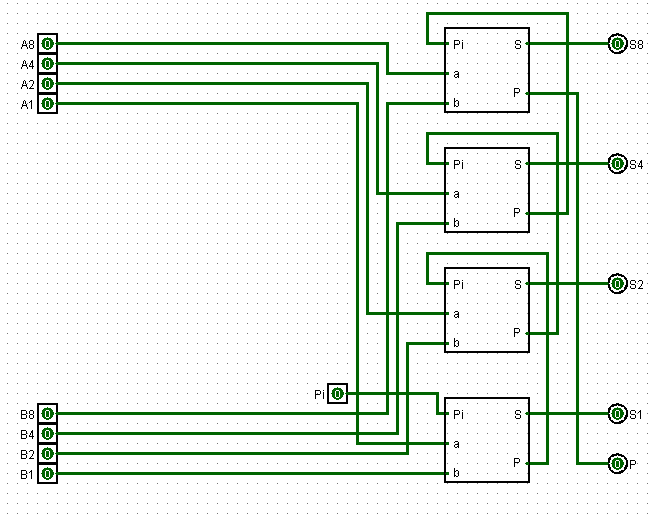 A8 0
A4 0
A2 0
A1 0
Pi S
a
b P
0 S8
Pi S
a
b P
0 S4
Pi S
a
b P
0 S2
Pi 0
B8 0
B4 0
B2 0
B1 0
Pi S
a
b P
0 S1
0 P